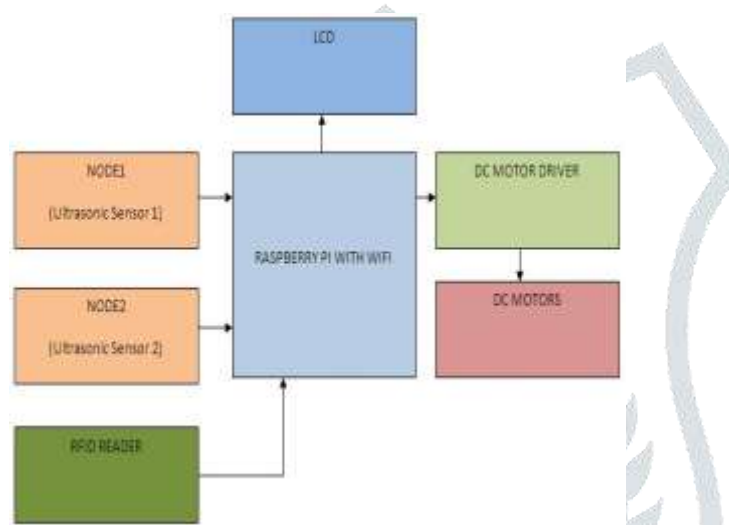 LCD
NODE1
(Ultrasonic Sensor 1)
DC MOTOR DRIVER
RASPBERRY PI WITH WIFI
NODE2
(Ultrasonic Sensor 2)
DC MOTORS
RFID READER